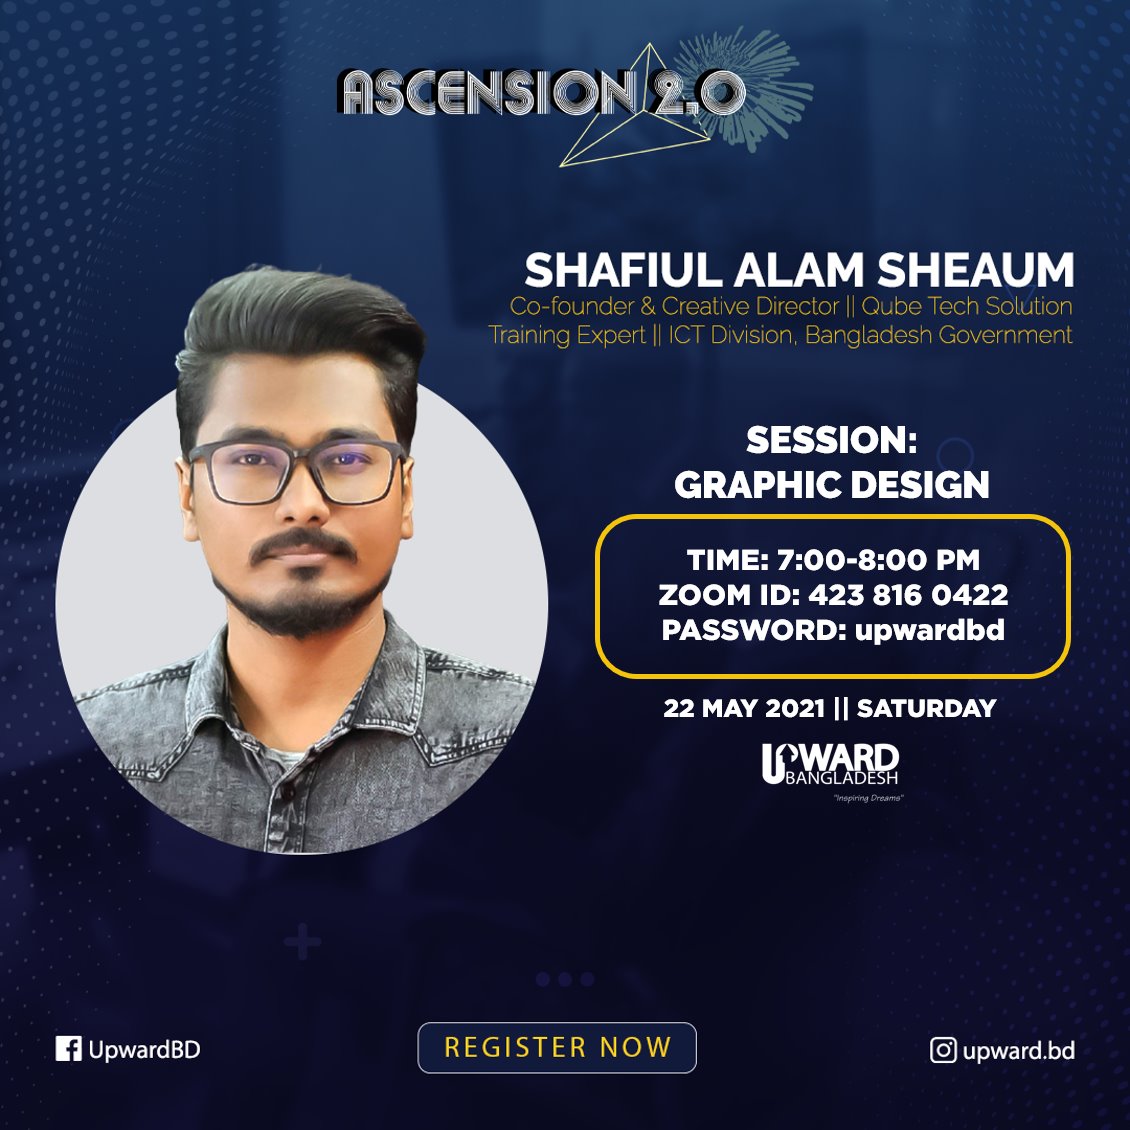 ASCENSION 2.0
SHAFIUL ALAM SHEAUM
Co-founder & Creative Director || Qube Tech Solution
Training Expert || ICT Division, Bangladesh Government
SESSION:
GRAPHIC DESIGN
TIME: 7:00-8:00 PM
ZOOM ID: 423 816 0422
PASSWORD: upwardbd
22 MAY 2021 || SATURDAY
UPWARD
BANGLADESH
"Inspiring Dreams"
UpwardBD
REGISTER NOW
upward.bd